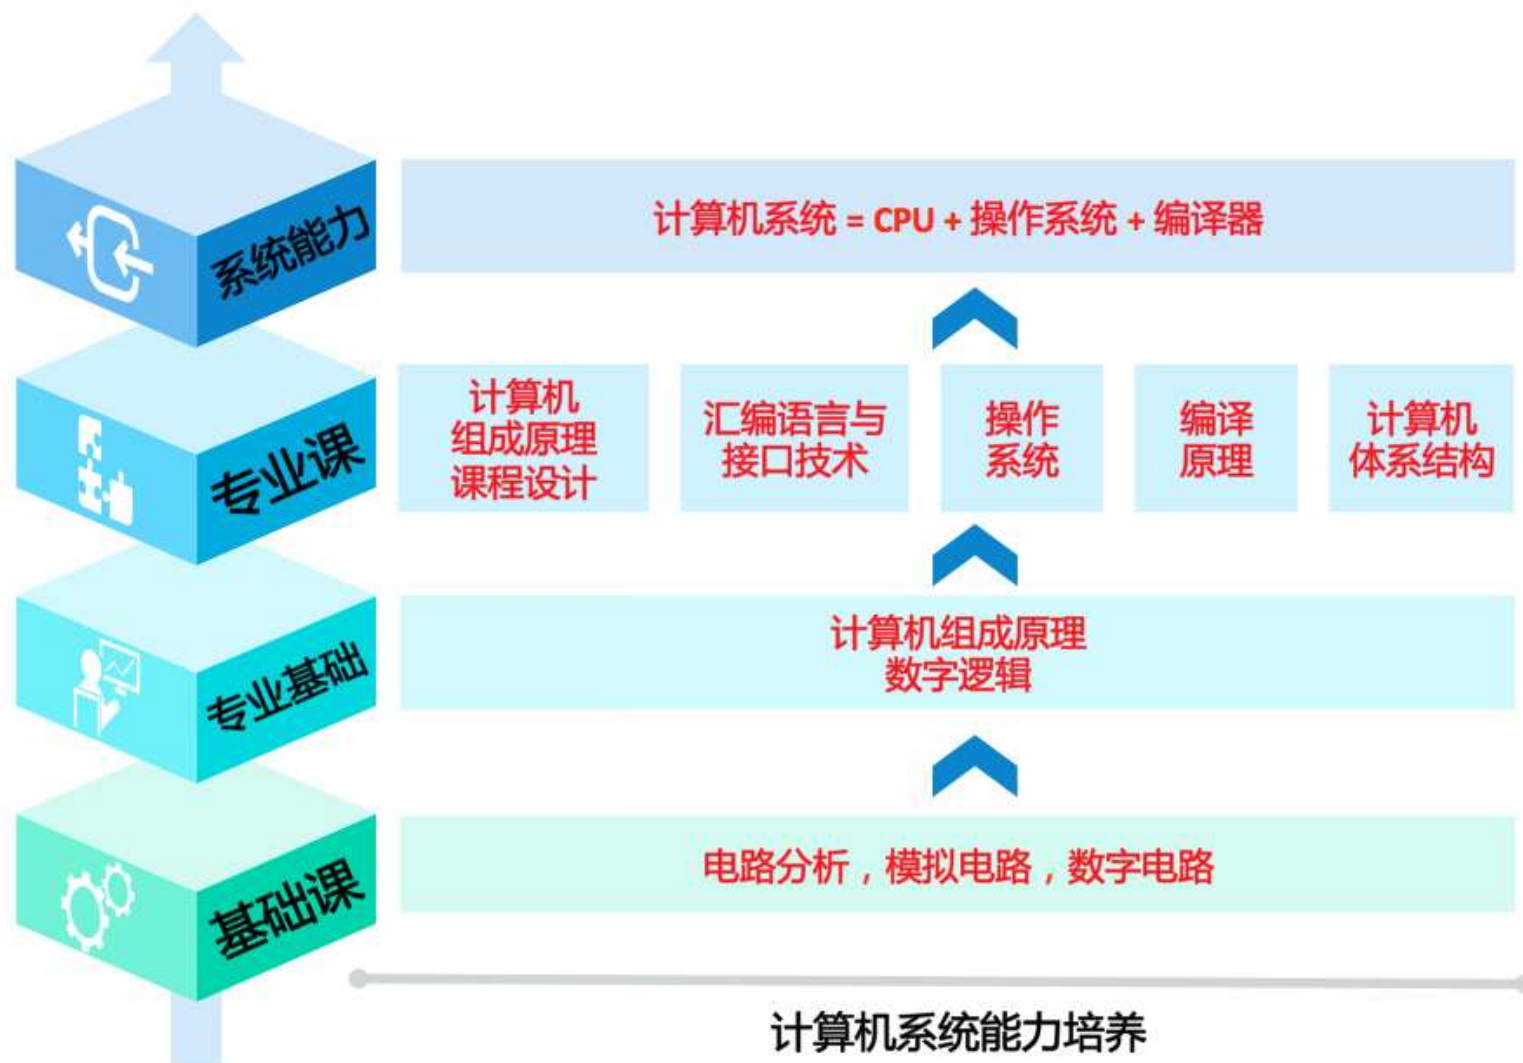 系统能力
计算机系统 = CPU + 操作系统 + 编译器
专业课
计算机
组成原理
课程设计
汇编语言与
接口技术
操作
系统
编译
原理
计算机
体系结构
专业基础
计算机组成原理
数字逻辑
基础课
电路分析，模拟电路，数字电路
计算机系统能力培养